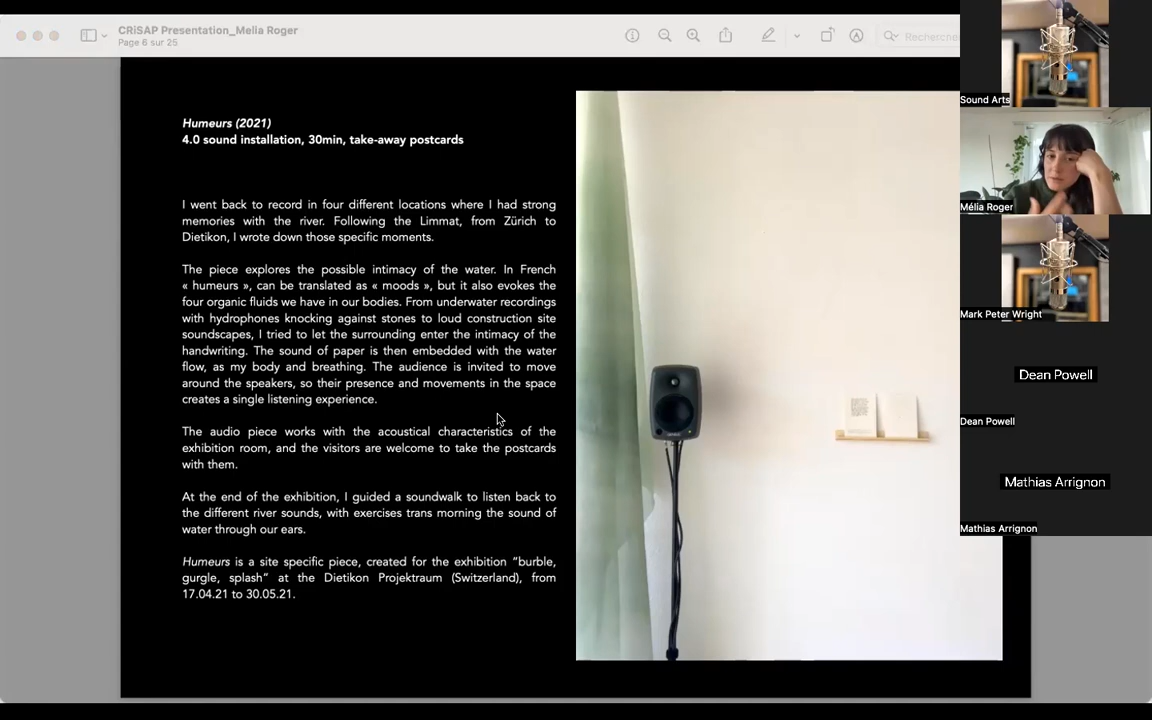 CRiSAP Presentation_Melia Roger
Page 6 sur 25
Rechercher
Humeurs (2021)
4.0 sound installation, 30min, take-away postcards
I went back to record in four different locations where I had strong
memories with the river. Following the Limmat, from Zürich to
Dietikon, I wrote down those specific moments.
The piece explores the possible intimacy of the water. In French
« humeurs », can be translated as « moods », but it also evokes the
four organic fluids we have in our bodies. From underwater recordings
with hydrophones knocking against stones to loud construction site
soundscapes, I tried to let the surrounding enter the intimacy of the
handwriting. The sound of paper is then embedded with the water
flow, as my body and breathing. The audience is invited to move
around the speakers, so their presence and movements in the space
creates a single listening experience.
The audio piece works with the acoustical characteristics of the
exhibition room, and the visitors are welcome to take the postcards
with them.
At the end of the exhibition, I guided a soundwalk to listen back to
the different river sounds, with exercises trans morning the sound of
water through our ears.
Humeurs is a site specific piece, created for the exhibition “burble,
gurgle, splash” at the Dietikon Projektraum (Switzerland), from
17.04.21 to 30.05.21.
Sound Arts
Mélia Roger
Mark Peter Wright
Dean Powell
Dean Powell
Mathias Arrignon
Mathias Arrignon